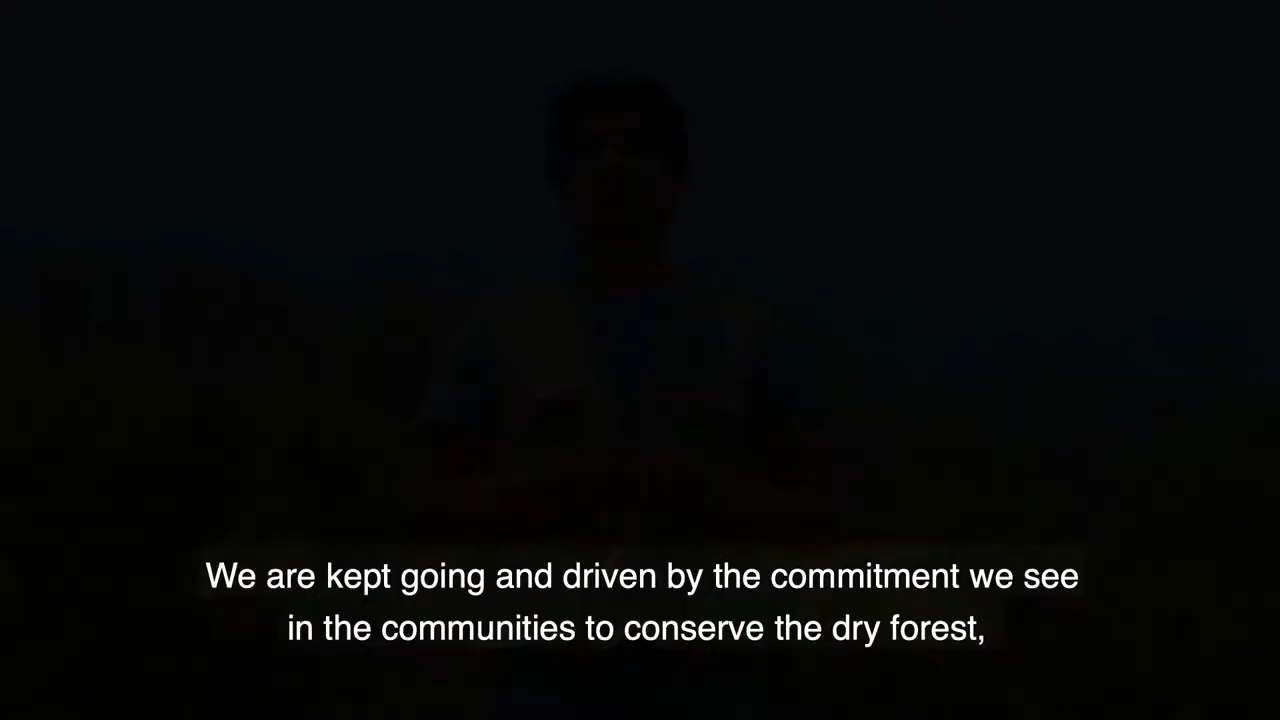 We are kept going and driven by the commitment we see
in the communities to conserve the dry forest,